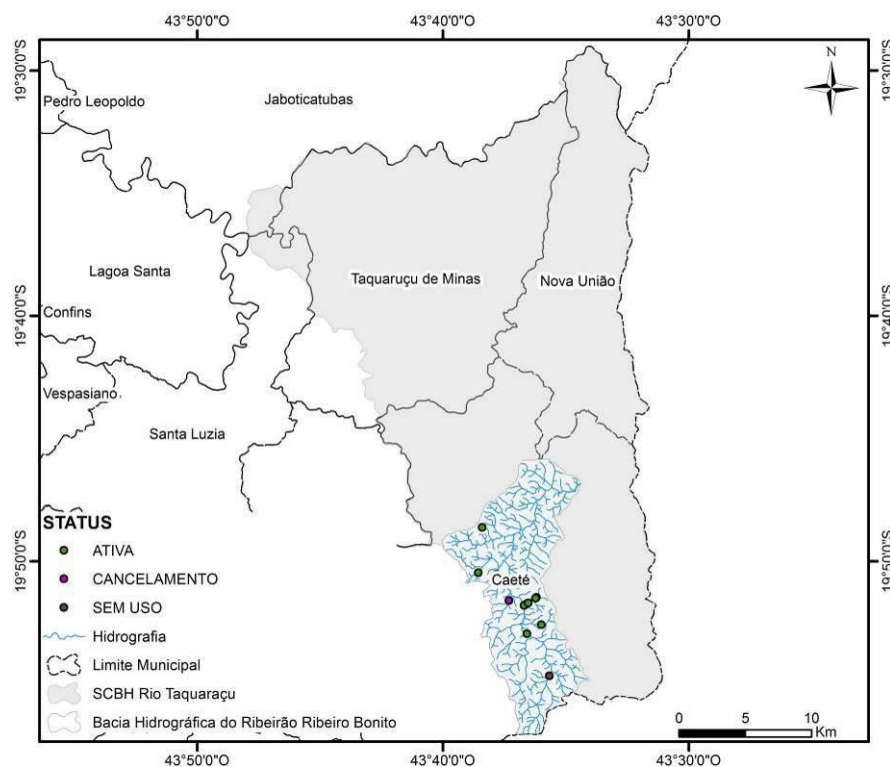 43°50'0"O
43°40'0"O
43°30'0"O
19°30'0"S
19°30'0"S
N
Pedro Leopoldo
Jaboticatubas
Lagoa Santa
Taquaruçu de Minas
Nova União
Confins
19°40'0"S
19°40'0"S
Vespasiano
Santa Luzia
STATUS
ATIVA
CANCELAMENTO
SEM USO
Hidrografia
Limite Municipal
SCBH Rio Taquaraçu
Bacia Hidrográfica do Ribeirão Ribeiro Bonito
19°50'0"S
19°50'0"S
Caeté
0 5 10
Km
43°50'0"O
43°40'0"O
43°30'0"O